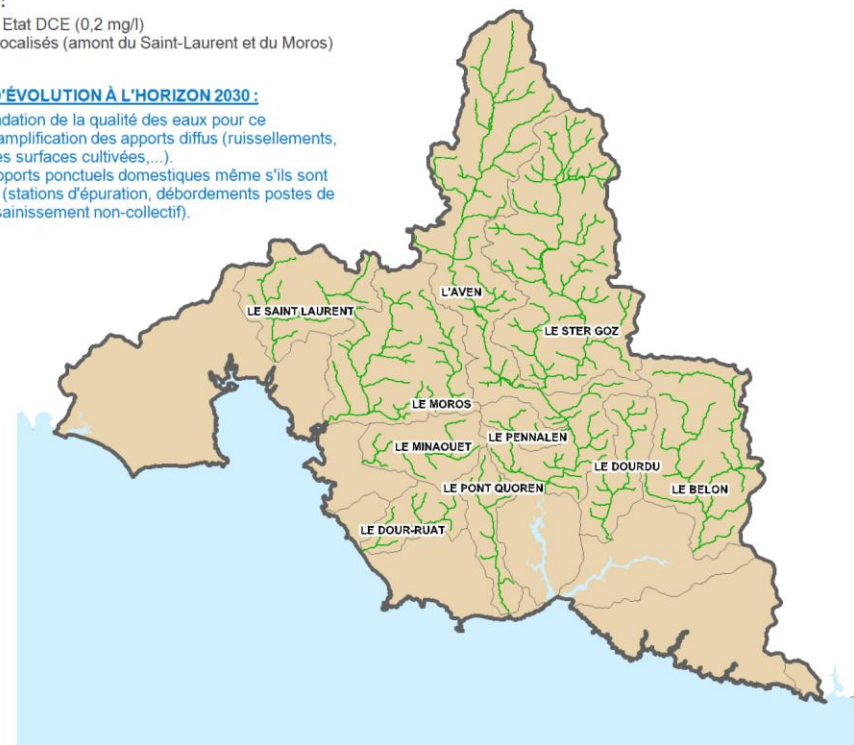 :
Etat DCE (0,2 mg/l)
ocalisés (amont du Saint-Laurent et du Moros)
'ÉVOLUTION À L'HORIZON 2030 :
dation de la qualité des eaux pour ce
amplification des apports diffus (ruissellements,
es surfaces cultivées,...).
pports ponctuels domestiques même s'ils sont
(stations d'épuration, débordements postes de
sainissement non-collectif).
L'AVEN
LE SAINT LAURENT
LE STER GOZ
LE MOROS
LE MINAOUET
LE PENNALEN
LE DOURDU
LE PONT QUOREN
LE BELON
LE DOUR-RUAT